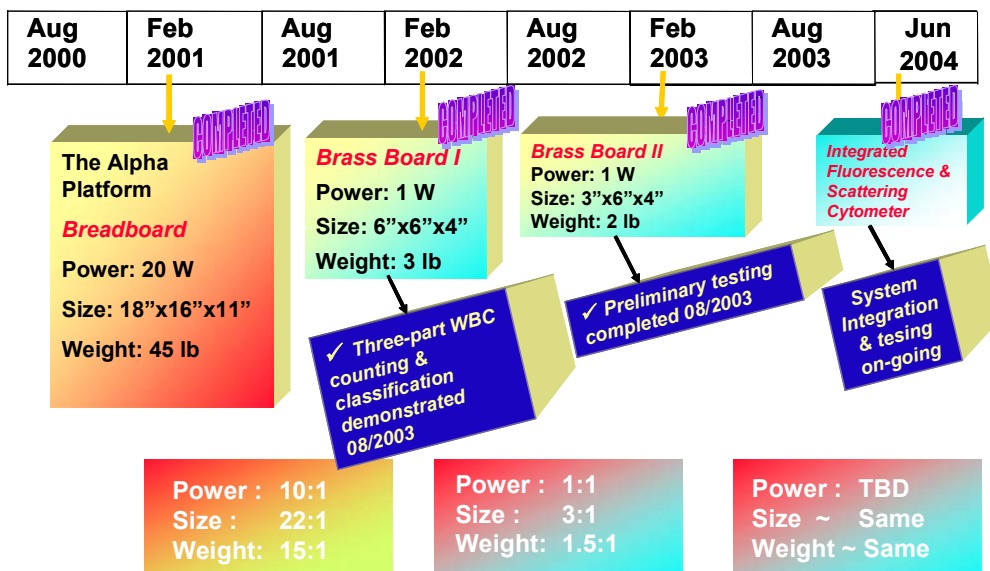 Aug 2000
Feb 2001
Aug 2001
Feb 2002
Aug 2002
Feb 2003
Aug 2003
Jun 2004
COMPLETED
The Alpha
Platform
Breadboard
Power: 20 W
Size: 18”x16”x11”
Weight: 45 lb
COMPLETED
Brass Board I
Power: 1 W
Size: 6”x6”x4”
Weight: 3 lb
✓ Three-part WBC
counting &
classification
demonstrated
08/2003
COMPLETED
Brass Board II
Power: 1 W
Size: 3”x6”x4”
Weight: 2 lb
✓ Preliminary testing
completed 08/2003
COMPLETED
Integrated
Fluorescence &
Scattering
Cytometer
System
Integration
& tesing
on-going
Power : 10:1
Size : 22:1
Weight: 15:1
Power : 1:1
Size : 3:1
Weight: 1.5:1
Power : TBD
Size ~ Same
Weight ~ Same